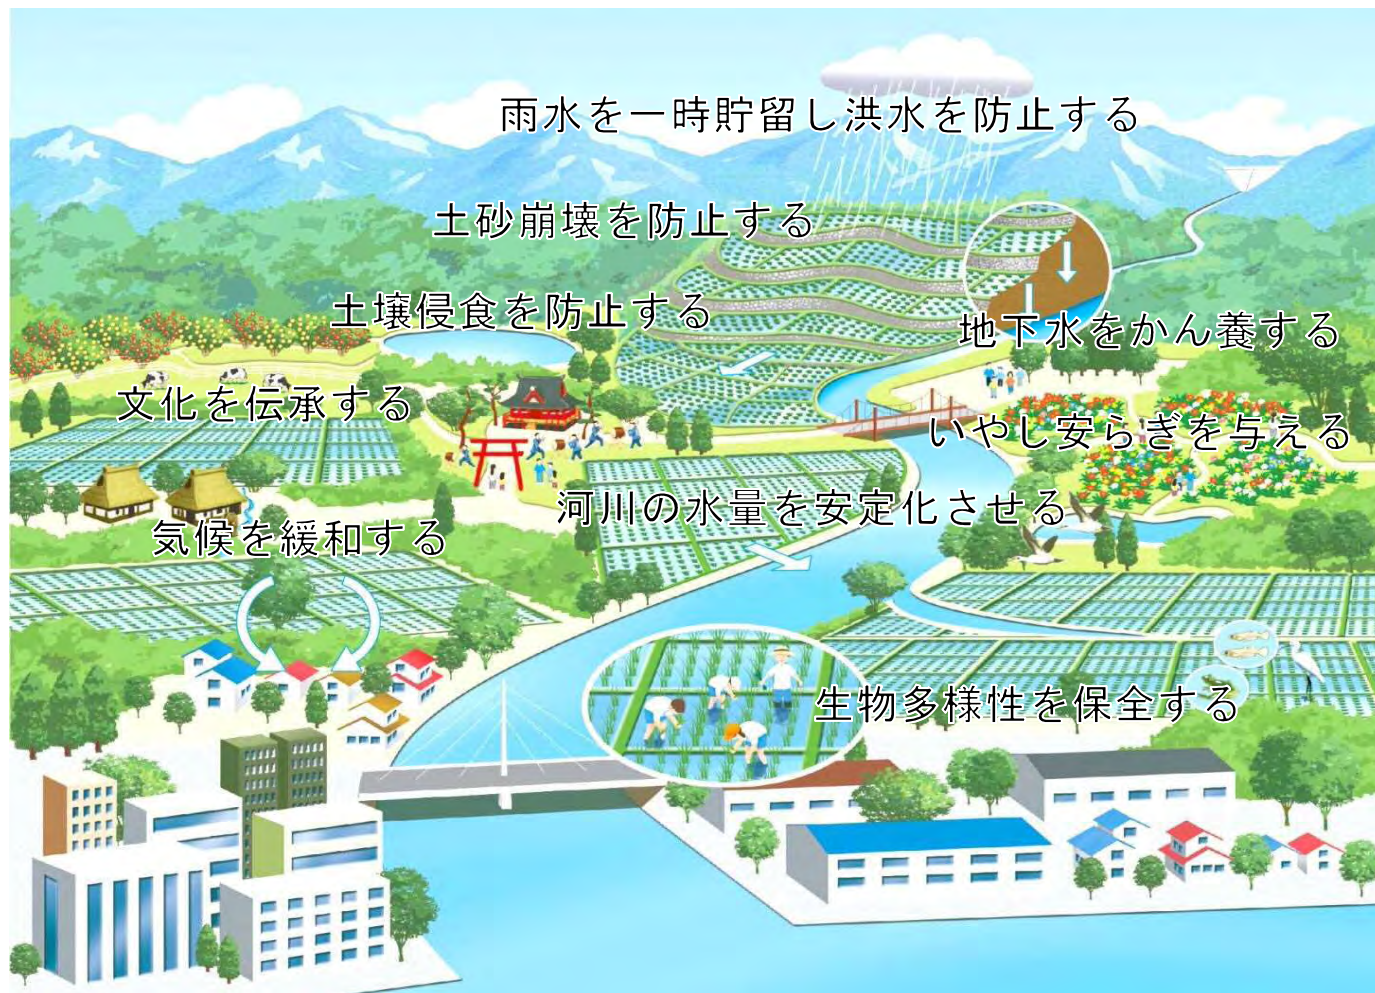 雨水を一時貯留し洪水を防止する
土砂崩壊を防止する
土壌侵食を防止する
地下水をかん養する
文化を伝承する
いやし安らぎを与える
河川の水量を安定化させる
気候を緩和する
生物多様性を保全する